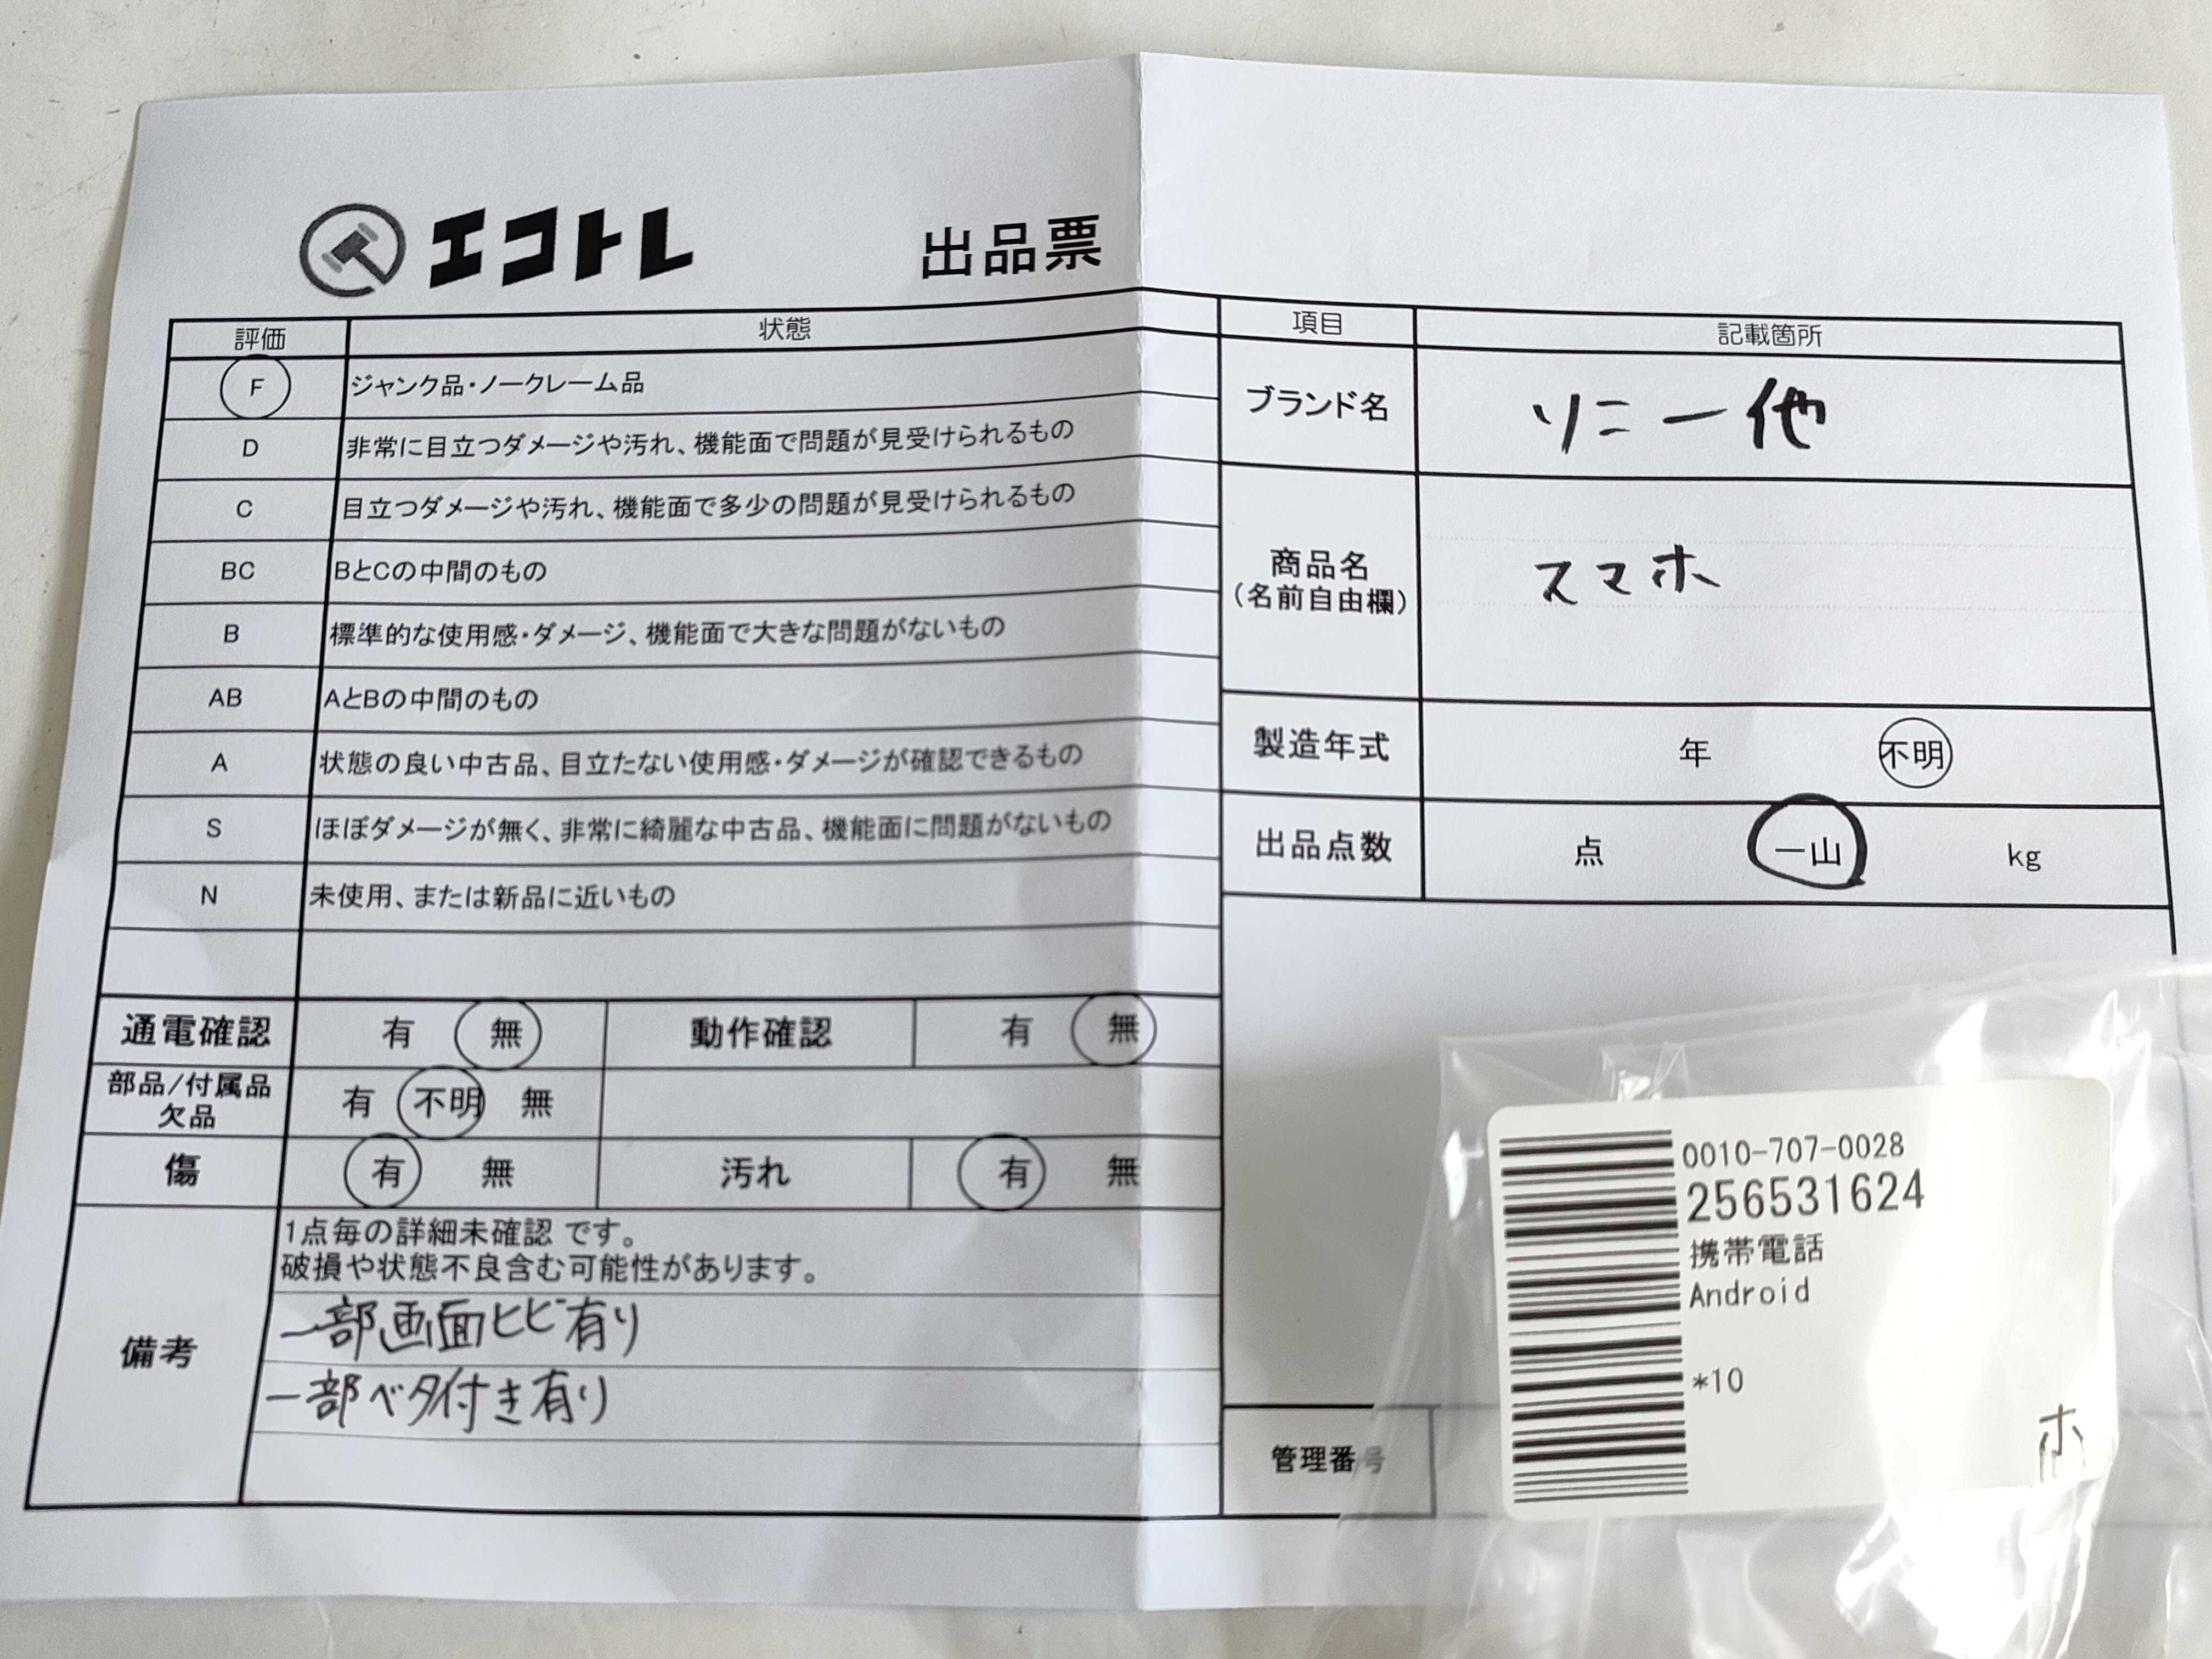 エコトレ 出品票
評価 状態
F ジャンク品・ノークレーム品
D 非常に目立つダメージや汚れ、機能面で問題が見受けられるもの
C 目立つダメージや汚れ、機能面で多少の問題が見受けられるもの
BC BとCの中間のもの
B 標準的な使用感・ダメージ、機能面で大きな問題がないもの
AB AとBの中間のもの
A 状態の良い中古品、目立たない使用感・ダメージが確認できるもの
S ほぼダメージが無く、非常に綺麗な中古品、機能面に問題がないもの
N 未使用、または新品に近いもの
通電確認 有 無 動作確認 有 無
部品/付属品
欠品 有 不明 無
傷 有 無 汚れ 有 無
備考
1点毎の詳細未確認 です。
破損や状態不良含む可能性があります。
一部画面ヒビ有り
一部ベタ付き有り
項目 記載箇所
ブランド名 ソニー他
商品名
(名前自由欄) スマホ
製造年式 年 不明
出品点数 点 一山 kg
管理番号
0010-707-0028
256531624
携帯電話
Android
*10
ホ